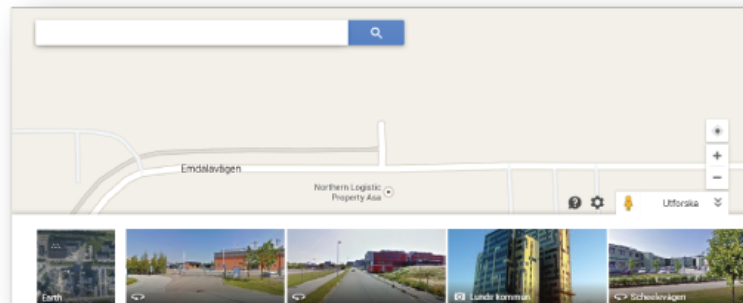 Emdalavägen
Northern Logistic
Property Asa
Utforska
Earth
Lunds kommun
Scheelevägen